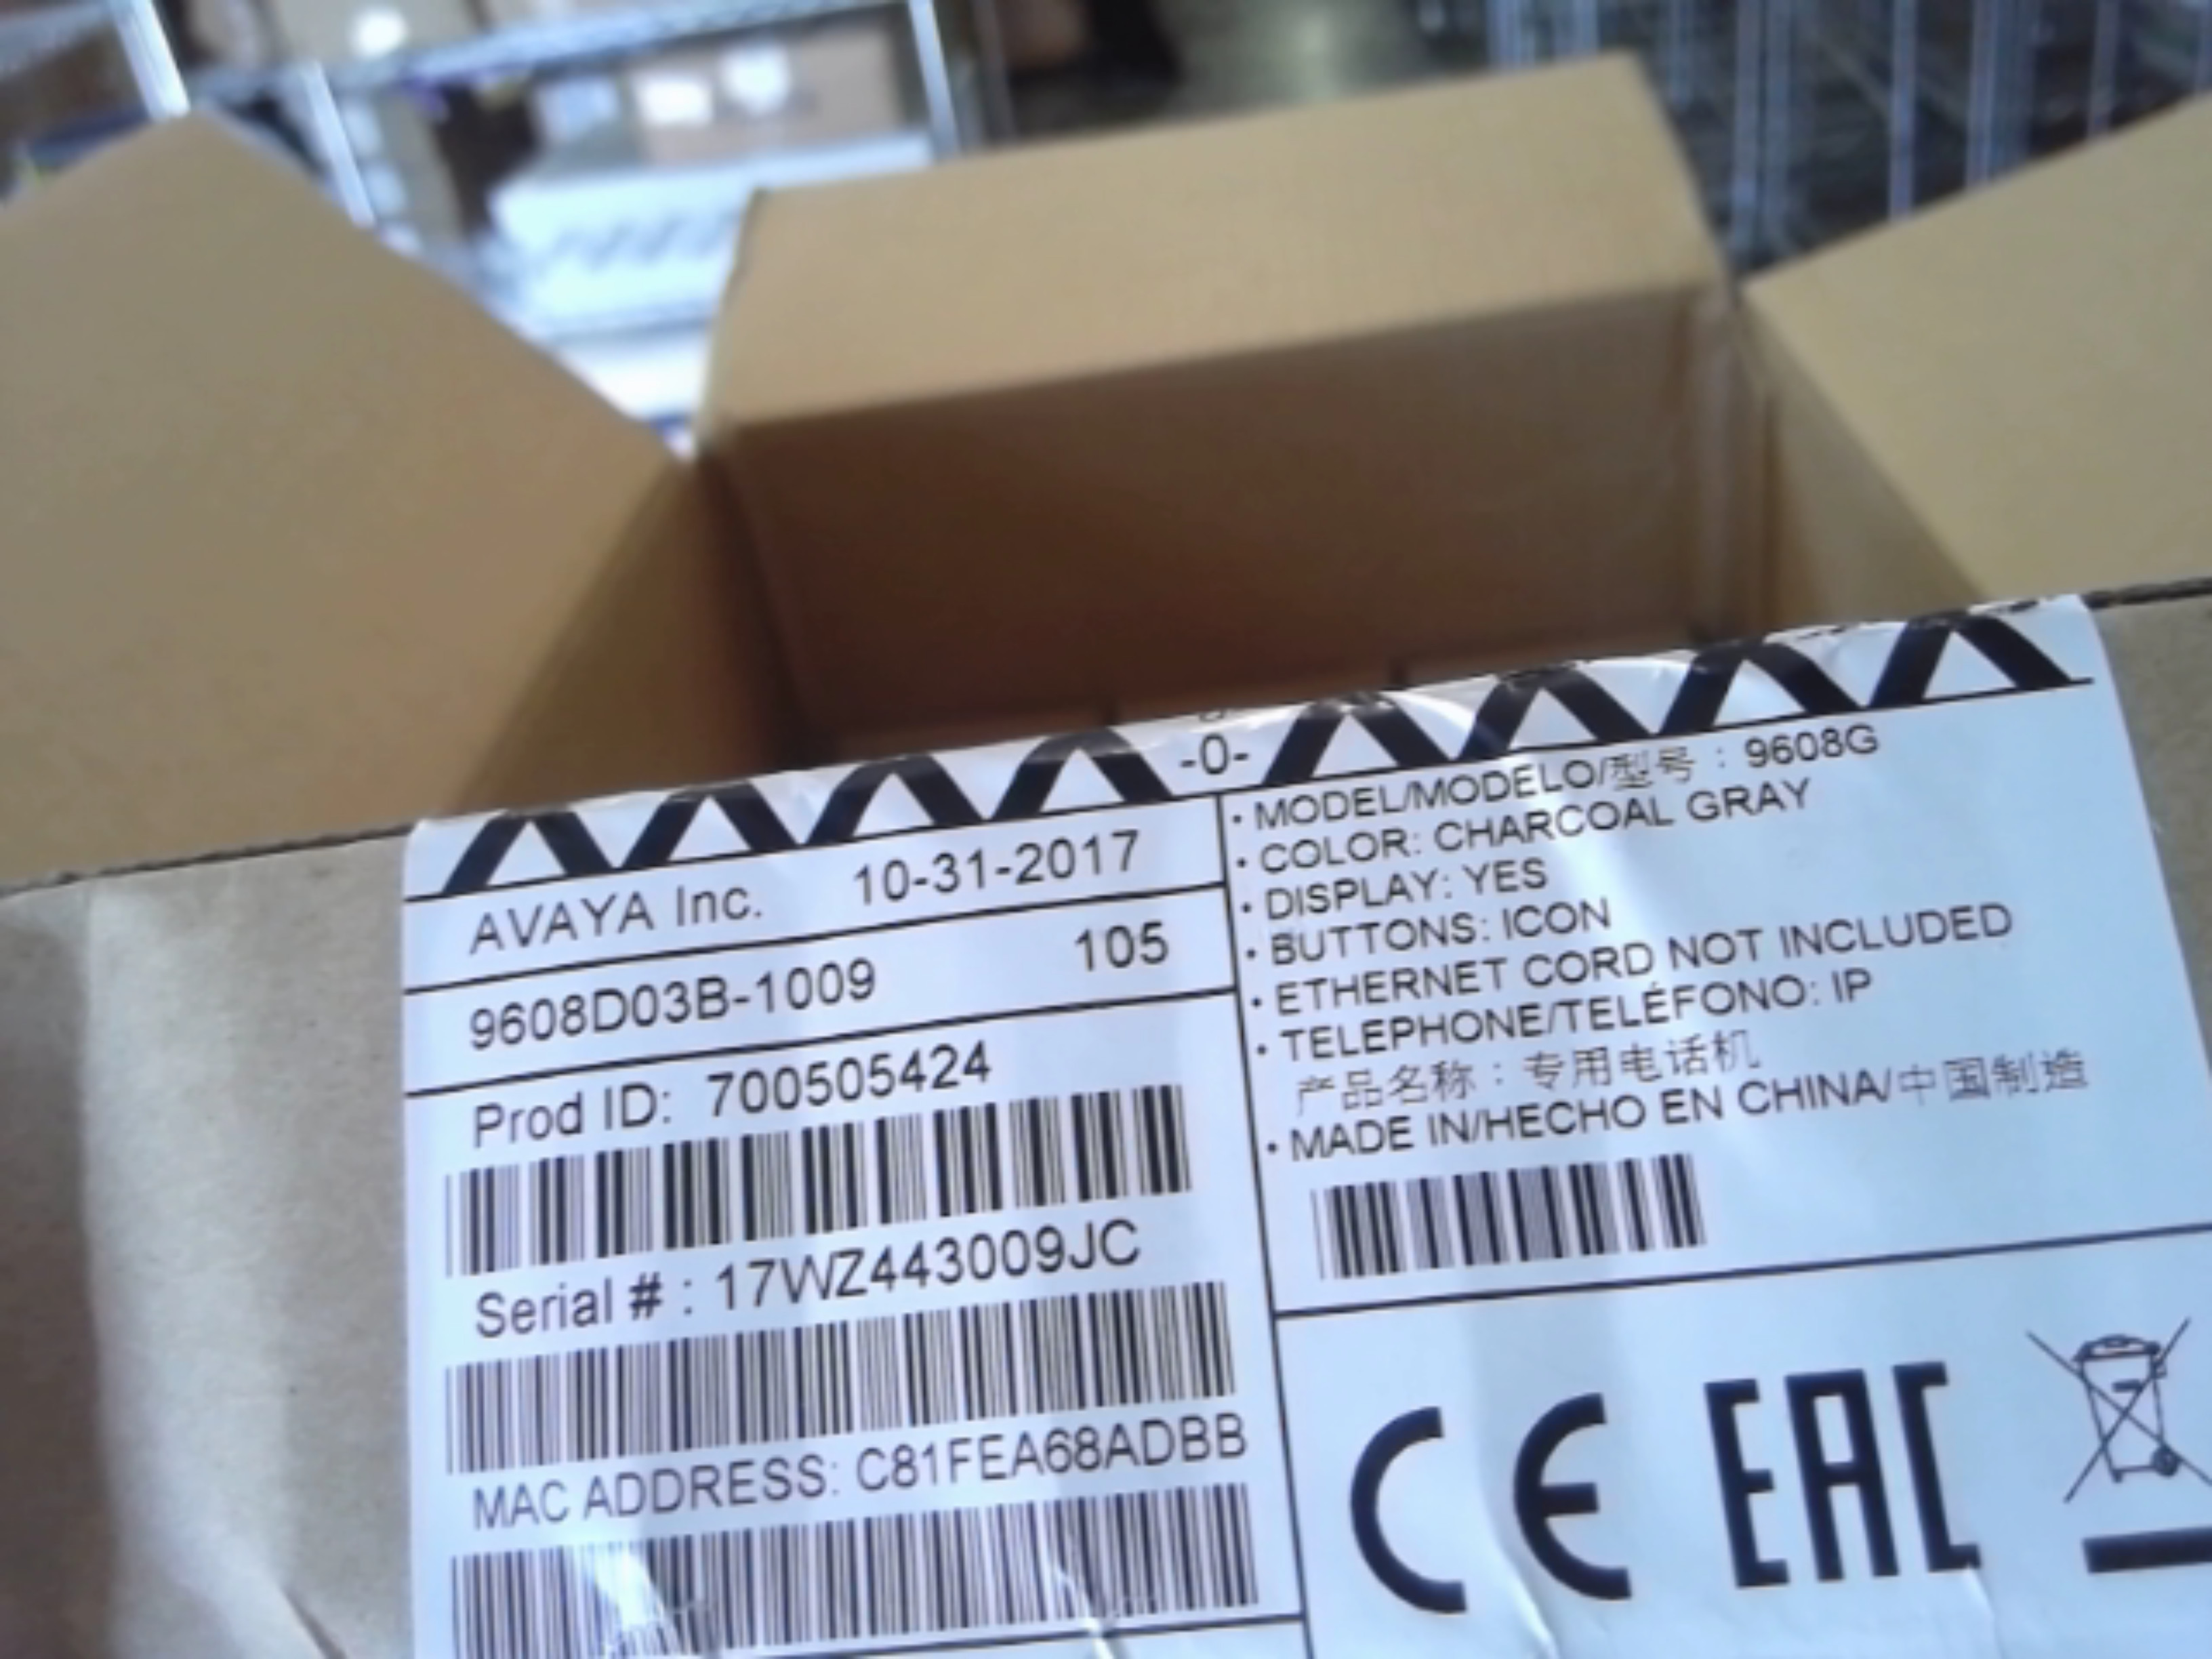 -0-
AVAYA Inc. 10-31-2017
9608D03B-1009 105
Prod ID: 700505424
Serial # : 17WZ443009JC
MAC ADDRESS: C81FEA68ADBB
• MODEL/MODELO/型号 : 9608G
• COLOR: CHARCOAL GRAY
• DISPLAY: YES
• BUTTONS: ICON
• ETHERNET CORD NOT INCLUDED
• TELEPHONE/TELÉFONO: IP
产品名称 : 专用电话机
• MADE IN/HECHO EN CHINA/中国制造
CE EAC